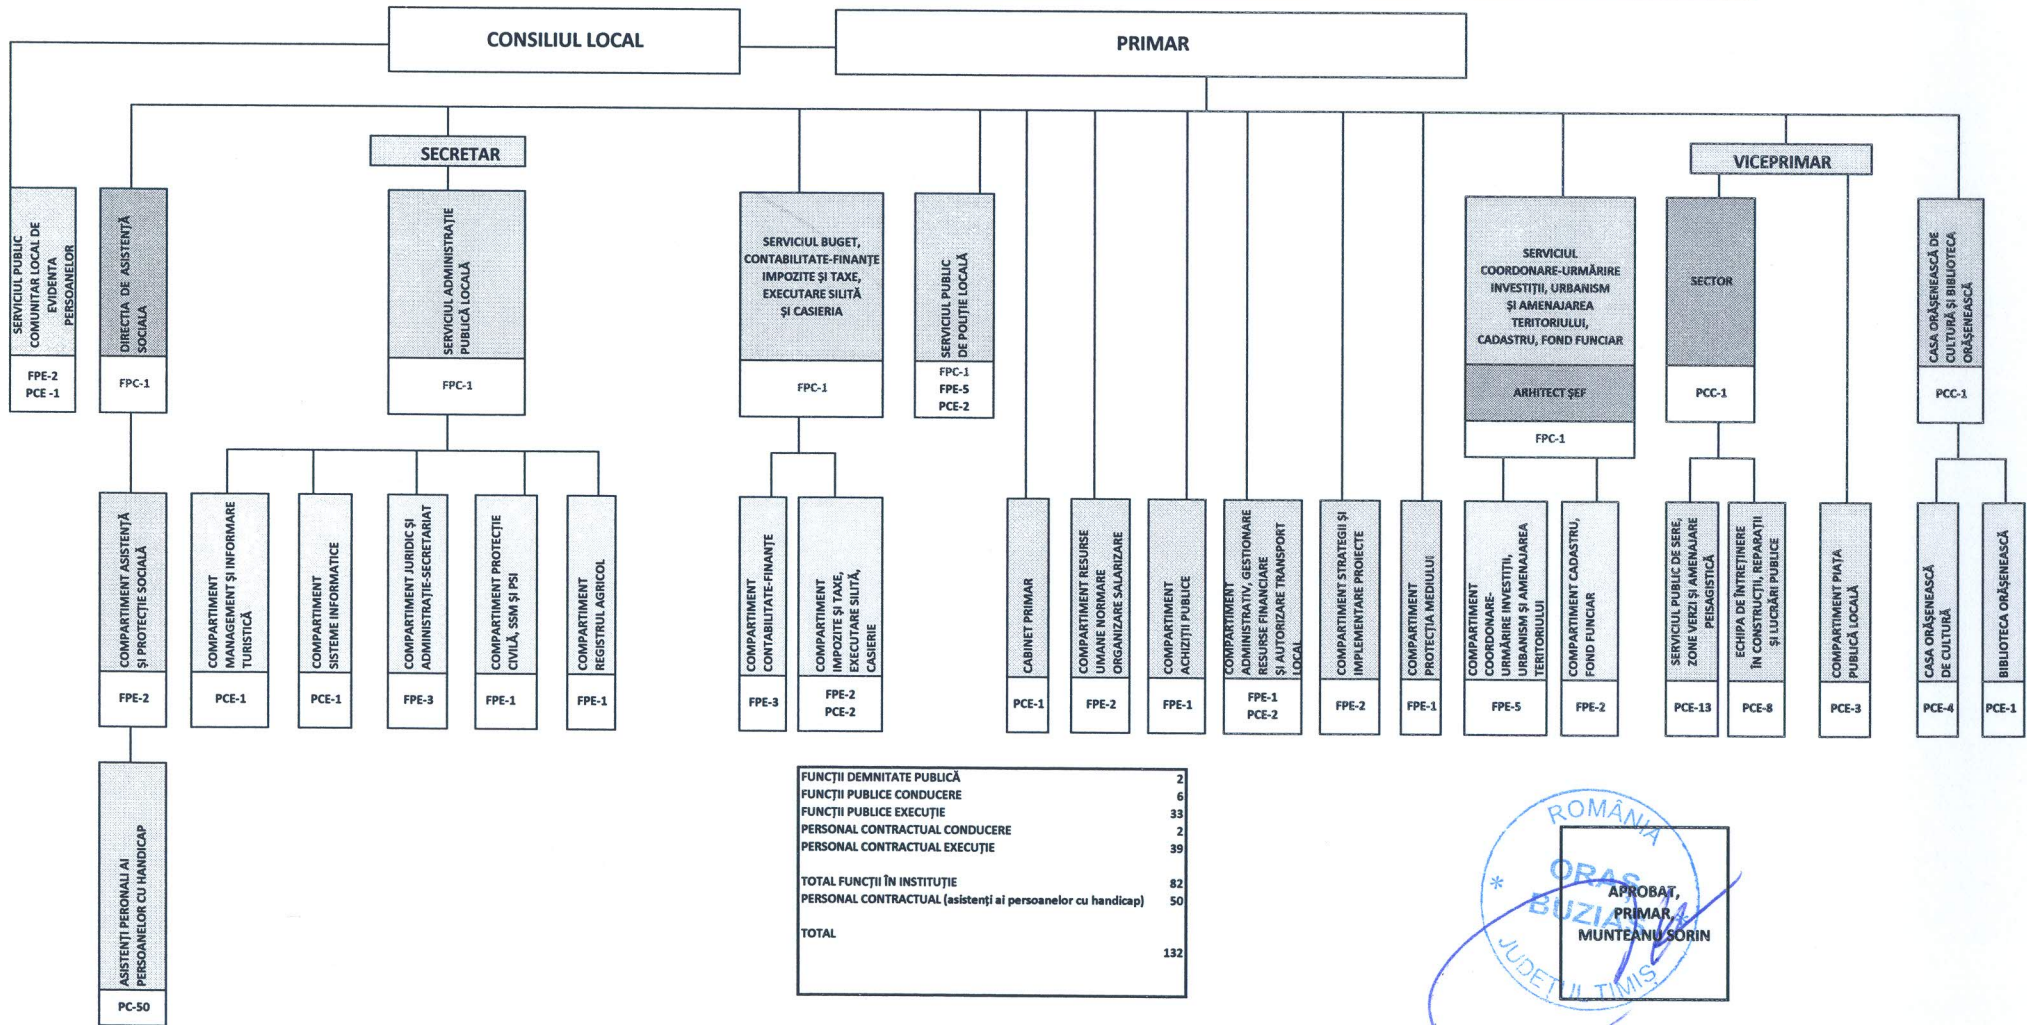 CONSILIUL LOCAL
PRIMAR
SECRETAR
VICEPRIMAR
SERVICIUL PUBLIC
COMUNITAR LOCAL DE
EVIDENTA
PERSOANELOR
FPE-2
PCE -1
DIRECȚIA DE ASISTENȚĂ
SOCIALA
FPC-1
SERVICIUL ADMINISTRAȚIE
PUBLICĂ LOCALĂ
FPC-1
SERVICIUL BUGET,
CONTABILITATE-FINANȚE
IMPOZITE ȘI TAXE,
EXECUTARE SILITĂ
ȘI CASIERIA
FPC-1
SERVICIUL PUBLIC
DE POLIȚIE LOCALĂ
FPC-1
FPE-5
PCE-2
SERVICIUL
COORDONARE-URMĂRIRE
INVESTIȚII, URBANISM
ȘI AMENAJAREA
TERITORIULUI,
CADASTRU, FOND FUNCIAR
ARHITECT ȘEF
FPC-1
SECTOR
PCC-1
CASA ORĂȘENEASCĂ DE
CULTURĂ ȘI BIBLIOTECA
ORĂȘENEASCĂ
PCC-1
COMPARTIMENT ASISTENȚĂ
ȘI PROTECȚIE SOCIALĂ
FPE-2
COMPARTIMENT
MANAGEMENT ȘI INFORMARE
TURISTICĂ
PCE-1
COMPARTIMENT
SISTEME INFORMATICE
PCE-1
COMPARTIMENT JURIDIC ȘI
ADMINISTRAȚIE-SECRETARIAT
FPE-3
COMPARTIMENT PROTECȚIE
CIVILĂ, SSM ȘI PSI
FPE-1
COMPARTIMENT
REGISTRUL AGRICOL
FPE-1
COMPARTIMENT
CONTABILITATE-FINANȚE
FPE-3
COMPARTIMENT
IMPOZITE ȘI TAXE,
EXECUTARE SILITĂ,
CASIERIE
FPE-2
PCE-2
CABINET PRIMAR
PCE-1
COMPARTIMENT RESURSE
UMANE NORMARE
ORGANIZARE SALARIZARE
FPE-2
COMPARTIMENT
ACHIZIȚII PUBLICE
FPE-1
COMPARTIMENT
ADMINISTRATIV, GESTIONARE
RESURSE FINANCIARE
ȘI AUTORIZARE TRANSPORT
LOCAL
FPE-1
PCE-2
COMPARTIMENT STRATEGII ȘI
IMPLEMENTARE PROIECTE
FPE-2
COMPARTIMENT
PROTECȚIA MEDIULUI
FPE-1
COMPARTIMENT
COORDONARE-
URMĂRIRE INVESTIȚII,
URBANISM ȘI AMENAJAREA
TERITORIULUI
FPE-5
COMPARTIMENT CADASTRU,
FOND FUNCIAR
FPE-2
SERVICIUL PUBLIC DE SERE,
ZONE VERZI ȘI AMENAJARE
PEISAGISTICĂ
PCE-13
ECHIPA DE ÎNTREȚINERE
ÎN CONSTRUCȚII, REPARAȚII
ȘI LUCRĂRI PUBLICE
PCE-8
COMPARTIMENT PIAȚA
PUBLICĂ LOCALĂ
PCE-3
CASA ORĂȘENEASCĂ
DE CULTURĂ
PCE-4
BIBLIOTECA ORĂȘENEASCĂ
PCE-1
ASISTENȚI PERONALI AI
PERSOANELOR CU HANDICAP
PC-50
FUNCȚII DEMNITATE PUBLICĂ 2
FUNCȚII PUBLICE CONDUCERE 6
FUNCȚII PUBLICE EXECUȚIE 33
PERSONAL CONTRACTUAL CONDUCERE 2
PERSONAL CONTRACTUAL EXECUȚIE 39
TOTAL FUNCȚII ÎN INSTITUȚIE 82
PERSONAL CONTRACTUAL (asistenți ai persoanelor cu handicap) 50
TOTAL
132
ROMÂNIA
ORAȘ
BUZIAȘ
JUDEȚUL TIMIȘ
APROBAT,
PRIMAR,
MUNTEANU SORIN